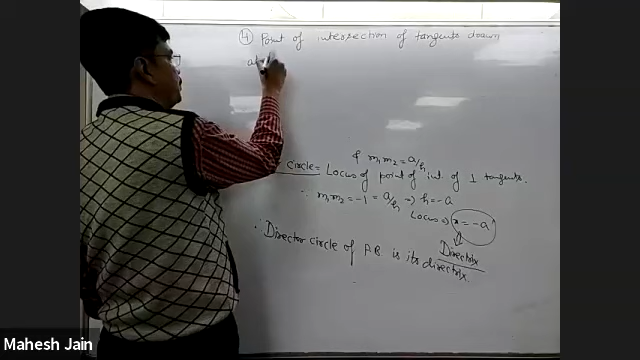 ④ Point of intersection of tangents drawn
at
& m₁m₂ = a/h
circle = Locus of point of int. of ⊥ tangents.
∵ m₁m₂ = -1 = a/h ⇒ h = -a
Locus ⇒ x = -a
Directrix
∴ Director circle of PB. is its directrix.
Mahesh Jain